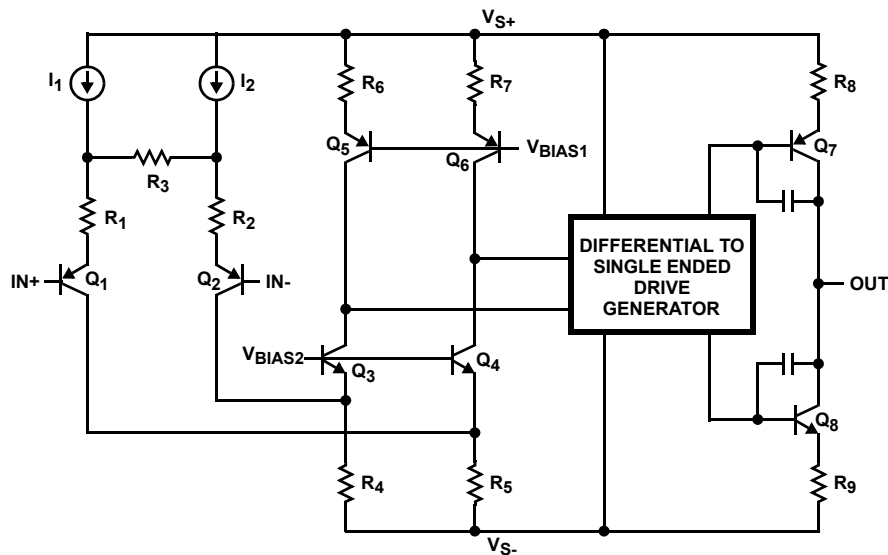 VS+
I1
I2
R6
R7
R8
Q5
Q6
VBIAS1
Q7
R3
R1
R2
IN+
Q1
Q2
IN-
DIFFERENTIAL TO
SINGLE ENDED
DRIVE
GENERATOR
OUT
VBIAS2
Q3
Q4
Q8
R4
R5
R9
VS-